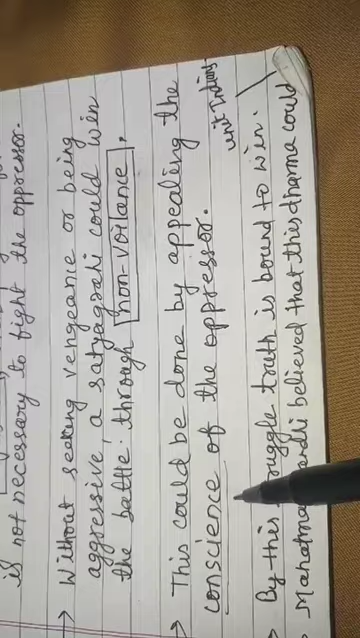 is not necessary to fight the oppressor.
→ Without seeking vengeance or being
aggressive, a satyagrahi could win
the battle through non-voilance.
→ This could be done by appealing the
conscience of the oppressor.
unit Indians
→ By this struggle truth is bound to win.
Mahatma Gandhi believed that this dharma could